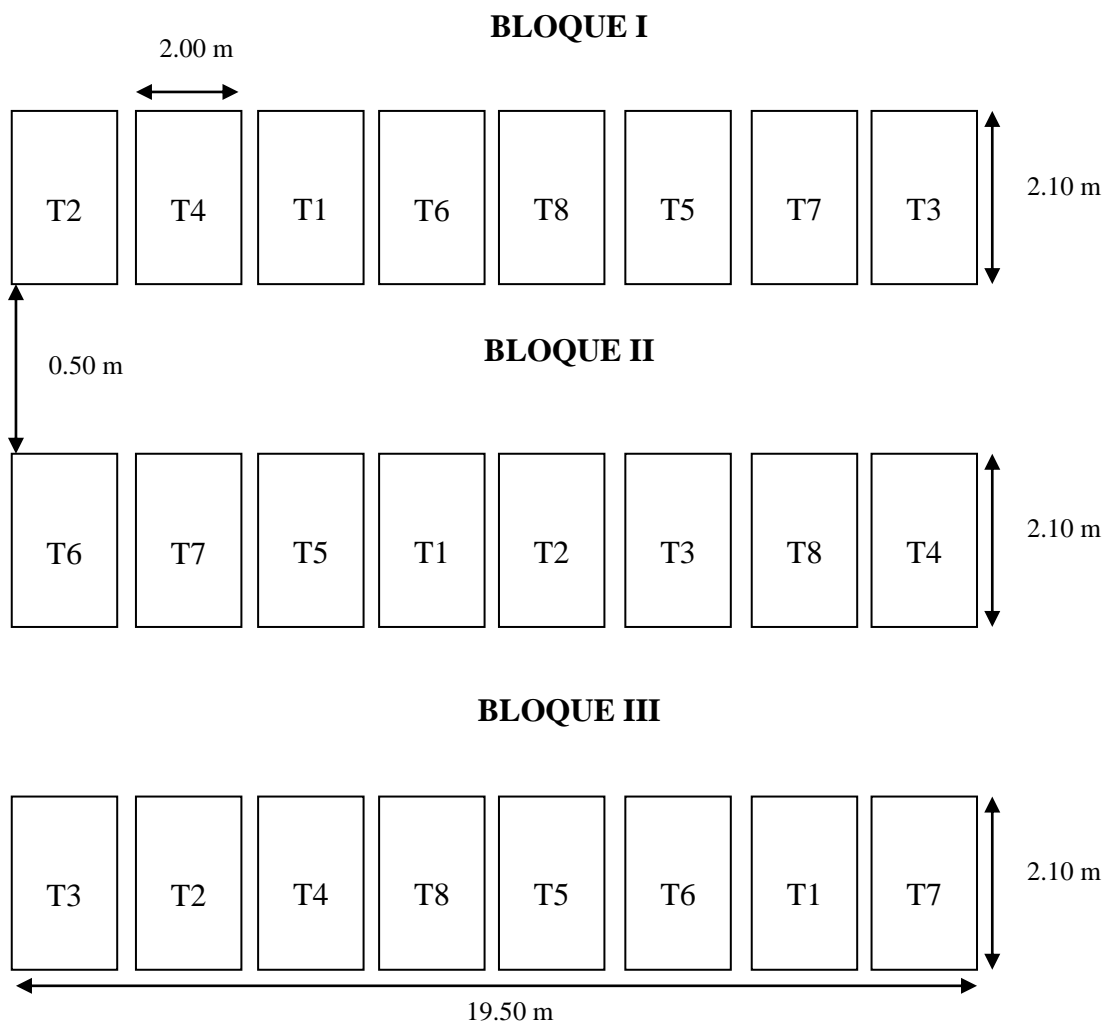 BLOQUE I
2.00 m
2.10 m
T2 T4 T1 T6 T8 T5 T7 T3
BLOQUE II
0.50 m
2.10 m
T6 T7 T5 T1 T2 T3 T8 T4
BLOQUE III
2.10 m
T3 T2 T4 T8 T5 T6 T1 T7
19.50 m